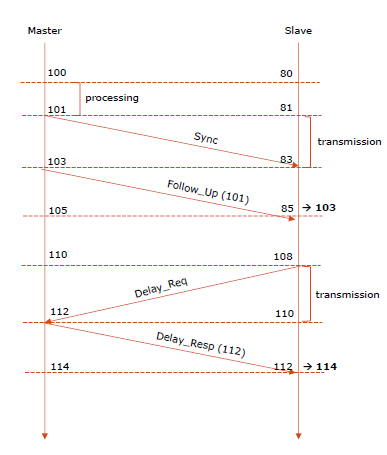 Master Slave
100 80
processing
101 81
Sync
transmission
103 83
Follow_Up (101)
105 85 → 103
110 108
Delay_Req
transmission
112 110
Delay_Resp (112)
114 112 → 114